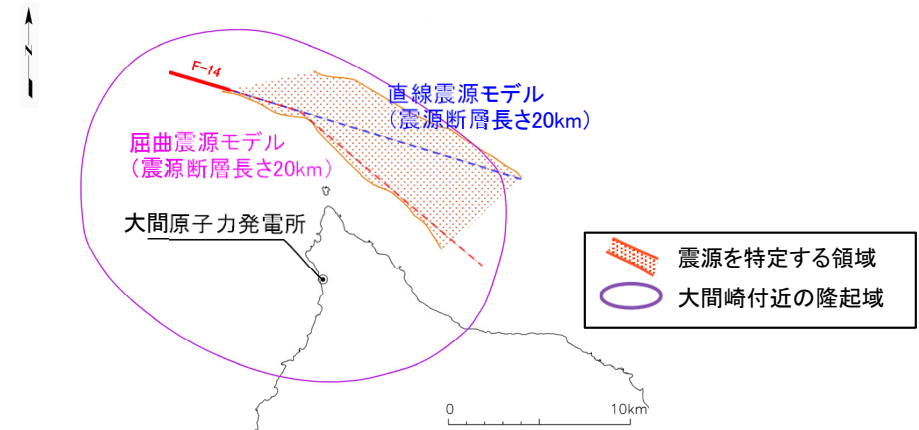 N
F-14
直線震源モデル
（震源断層長さ20km）
屈曲震源モデル
（震源断層長さ20km）
大間原子力発電所
震源を特定する領域
大間崎付近の隆起域
0 10km